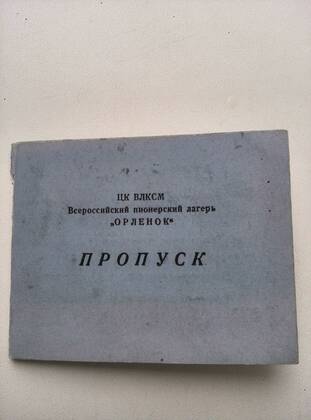 ЦК ВЛКСМ
Всероссийский пионерский лагерь
„ОРЛЕНОК"
ПРОПУСК